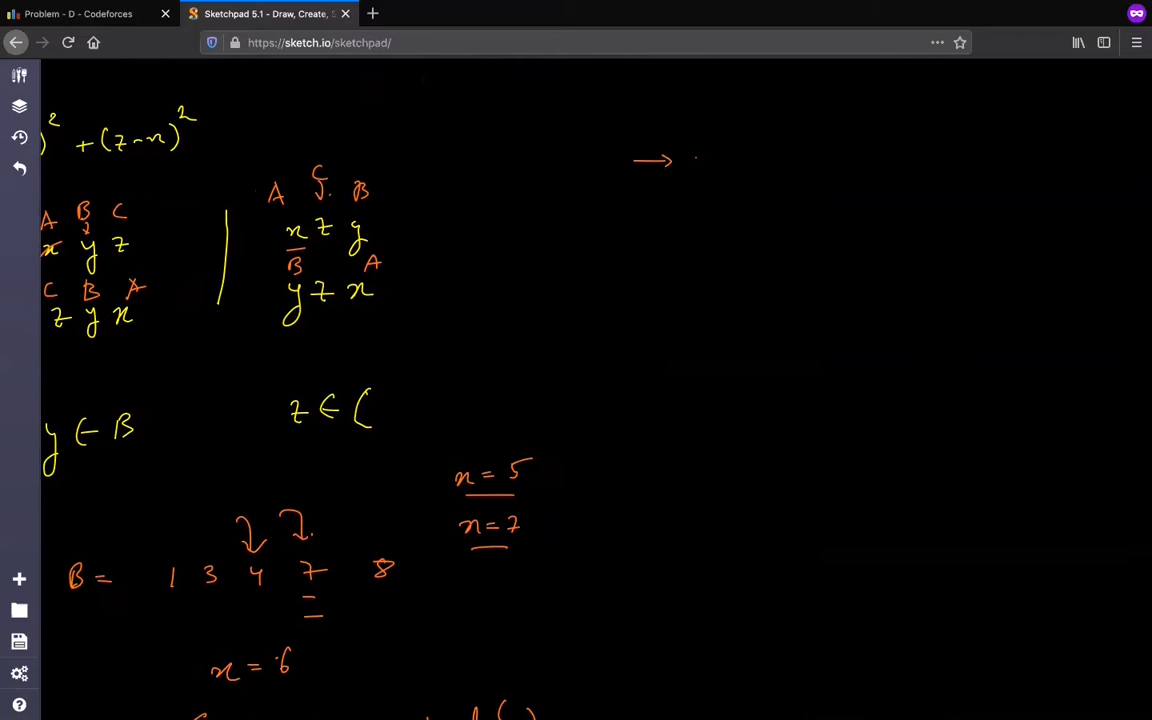 Problem - D - Codeforces
Sketchpad 5.1 - Draw, Create, S
https://sketch.io/sketchpad/
)² + (z-x)²
A B C
x y z
C B A
z y x
A C B
x z y
B A
y z x
y ∈ B
z ∈ C
x = 5
x = 7
B = 1 3 4 7 8
x = 6